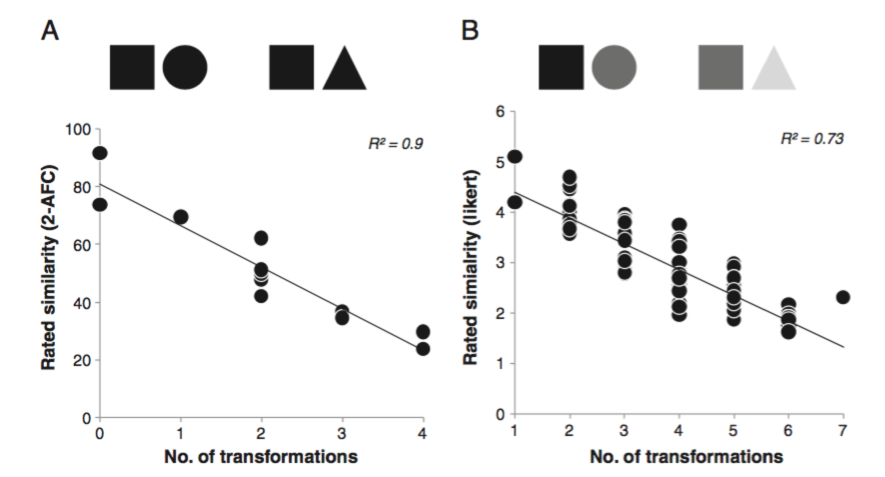 A
R² = 0.9
Rated similarity (2-AFC)
100
80
60
40
20
0
0 1 2 3 4
No. of transformations
B
R² = 0.73
Rated simialrity (likert)
6
5
4
3
2
1
0
1 2 3 4 5 6 7
No. of transformations